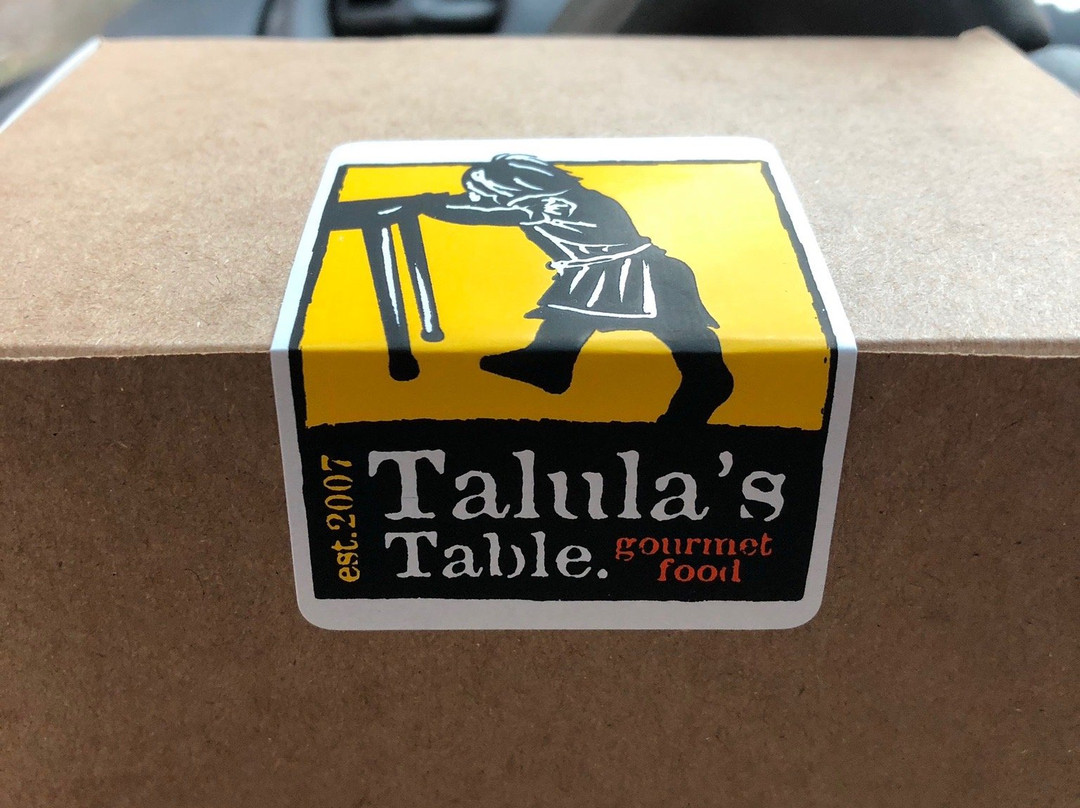 est.2007
Talula's
Table.
gourmet
food